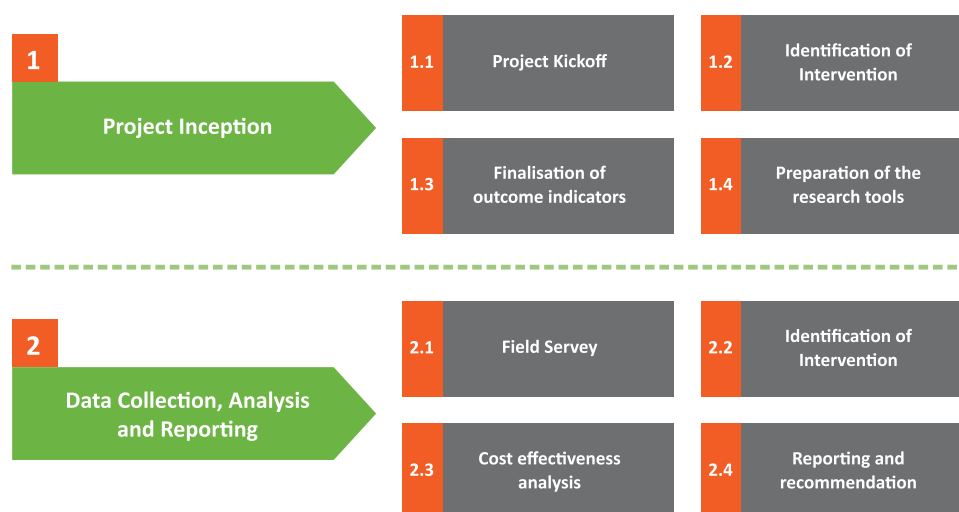 1
Project Inception
1.1
Project Kickoff
1.2
Identification of
Intervention
1.3
Finalisation of
outcome indicators
1.4
Preparation of the
research tools
2
Data Collection, Analysis
and Reporting
2.1
Field Servey
2.2
Identification of
Intervention
2.3
Cost effectiveness
analysis
2.4
Reporting and
recommendation